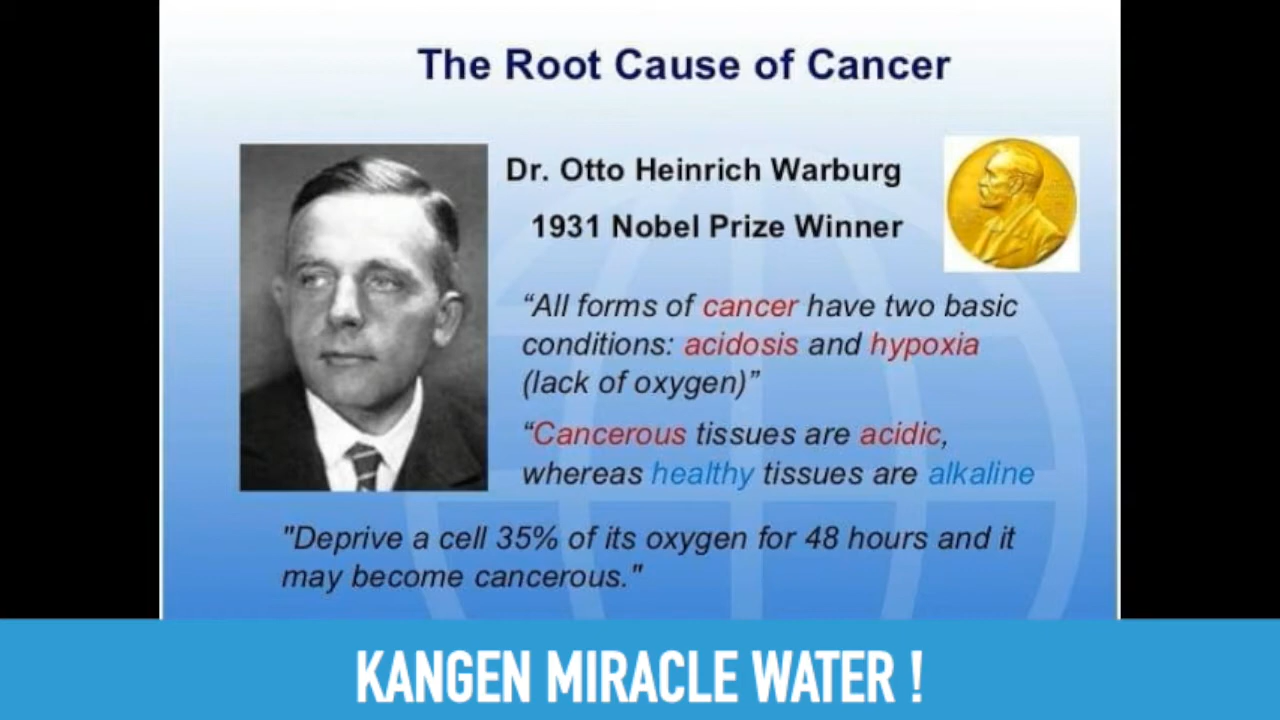 The Root Cause of Cancer
Dr. Otto Heinrich Warburg
1931 Nobel Prize Winner
“All forms of cancer have two basic
conditions: acidosis and hypoxia
(lack of oxygen)”
“Cancerous tissues are acidic,
whereas healthy tissues are alkaline
"Deprive a cell 35% of its oxygen for 48 hours and it
may become cancerous."
KANGEN MIRACLE WATER !